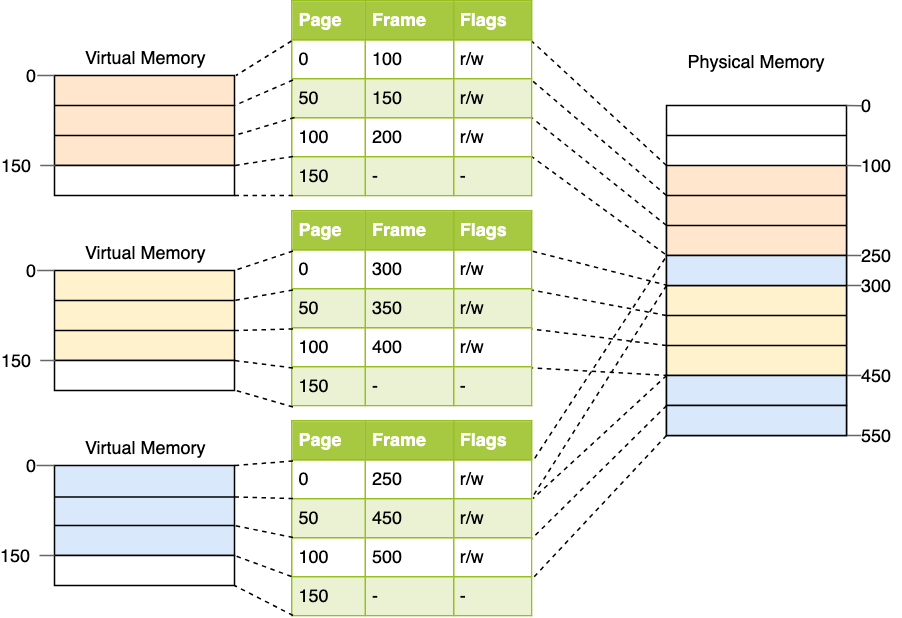 Virtual Memory
0
150
Page Frame Flags
0 100 r/w
50 150 r/w
100 200 r/w
150 - -
Virtual Memory
0
150
Page Frame Flags
0 300 r/w
50 350 r/w
100 400 r/w
150 - -
Virtual Memory
0
150
Page Frame Flags
0 250 r/w
50 450 r/w
100 500 r/w
150 - -
Physical Memory
0
100
250
300
450
550